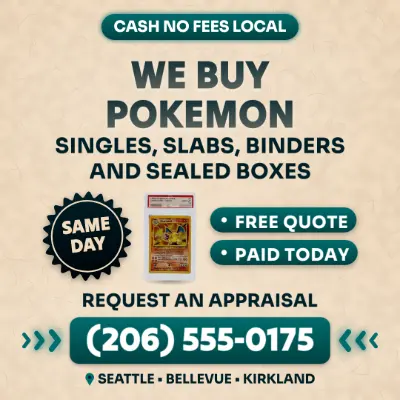 CASH NO FEES LOCAL
WE BUY
POKEMON
SINGLES, SLABS, BINDERS
AND SEALED BOXES
SAME
DAY
• FREE QUOTE
• PAID TODAY
REQUEST AN APPRAISAL
(206) 555-0175
SEATTLE • BELLEVUE • KIRKLAND